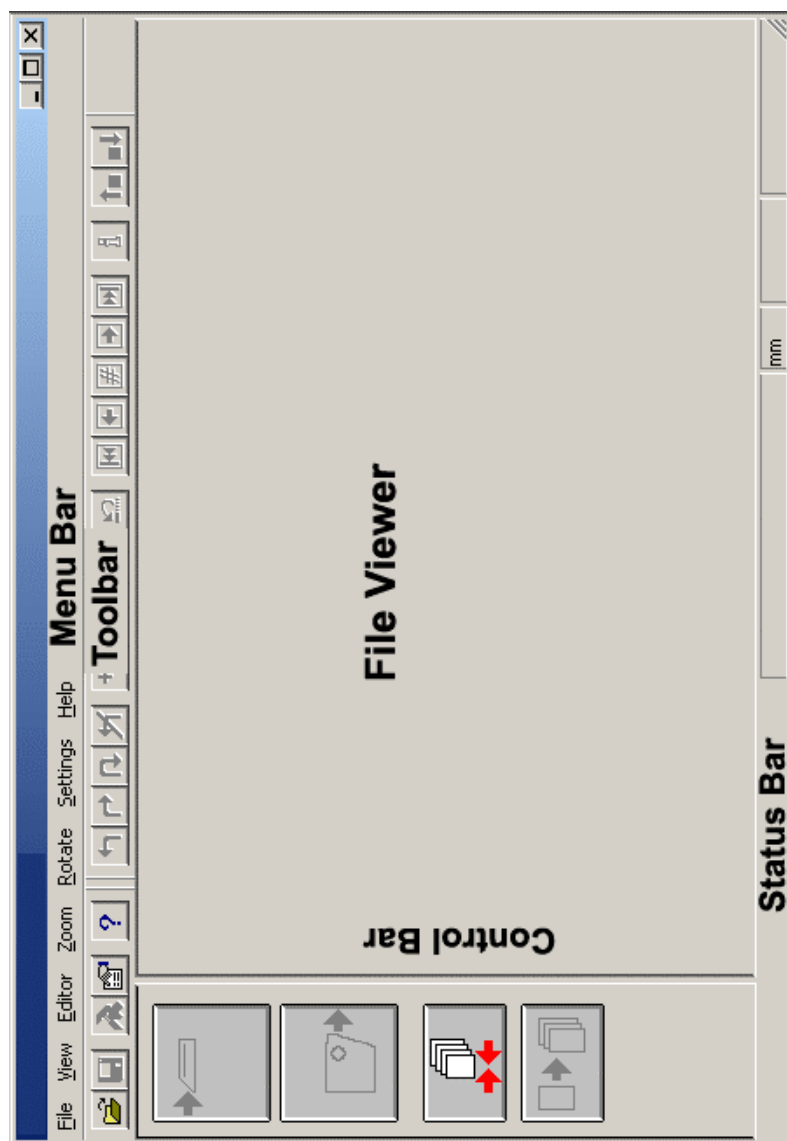 File View Editor Zoom Rotate Settings Help
Menu Bar
Toolbar
File Viewer
Control Bar
Status Bar
mm